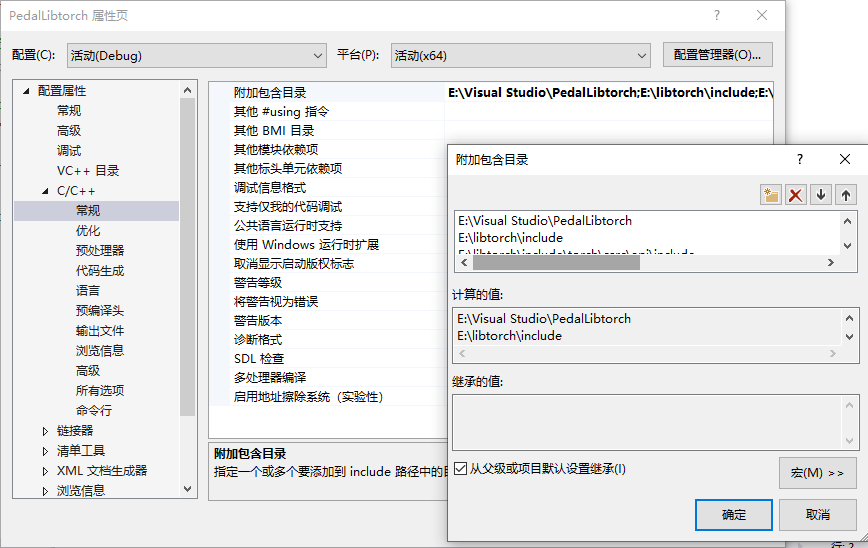 PedalLibtorch 属性页
配置(C): 活动(Debug) 平台(P): 活动(x64) 配置管理器(O)...
配置属性
常规
高级
调试
VC++ 目录
C/C++
常规
优化
预处理器
代码生成
语言
预编译头
输出文件
浏览信息
高级
所有选项
命令行
链接器
清单工具
XML 文档生成器
浏览信息
附加包含目录 E:\Visual Studio\PedalLibtorch;E:\libtorch\include;E:\
其他 #using 指令
其他 BMI 目录
其他模块依赖项
其他标头单元依赖项
调试信息格式
支持仅我的代码调试
公共语言运行时支持
使用 Windows 运行时扩展
取消显示启动版权标志
警告等级
将警告视为错误
警告版本
诊断格式
SDL 检查
多处理器编译
启用地址擦除系统（实验性）
附加包含目录
指定一个或多个要添加到 include 路径中的目
附加包含目录
E:\Visual Studio\PedalLibtorch
E:\libtorch\include
E:\libtorch\include\torch\csrc\api\include
计算的值:
E:\Visual Studio\PedalLibtorch
E:\libtorch\include
继承的值:
从父级或项目默认设置继承(I)
宏(M) >>
确定
取消
行: 2